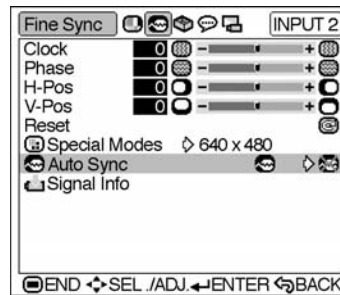 Fine Sync INPUT 2
Clock 0 - +
Phase 0 - +
H-Pos 0 - +
V-Pos 0 - +
Reset
Special Modes 640 x 480
Auto Sync
Signal Info
END SEL./ADJ. ENTER BACK